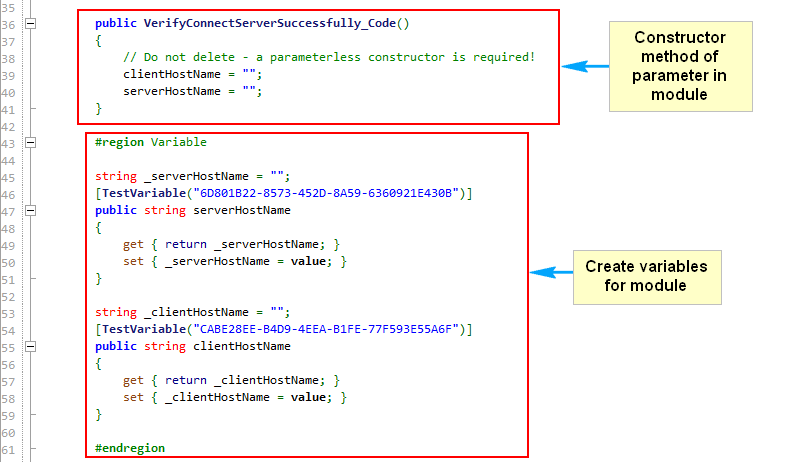 35
36 public VerifyConnectServerSuccessfully_Code()
37 {
38 // Do not delete - a parameterless constructor is required!
39 clientHostName = "";
40 serverHostName = "";
41 }
42
43 #region Variable
44
45 string _serverHostName = "";
46 [TestVariable("6D801B22-8573-452D-8A59-6360921E430B")]
47 public string serverHostName
48 {
49 get { return _serverHostName; }
50 set { _serverHostName = value; }
51 }
52
53 string _clientHostName = "";
54 [TestVariable("CABE28EE-B4D9-4EEA-B1FE-77F593E55A6F")]
55 public string clientHostName
56 {
57 get { return _clientHostName; }
58 set { _clientHostName = value; }
59 }
60
61 #endregion
Constructor
method of
parameter in
module
Create variables
for module